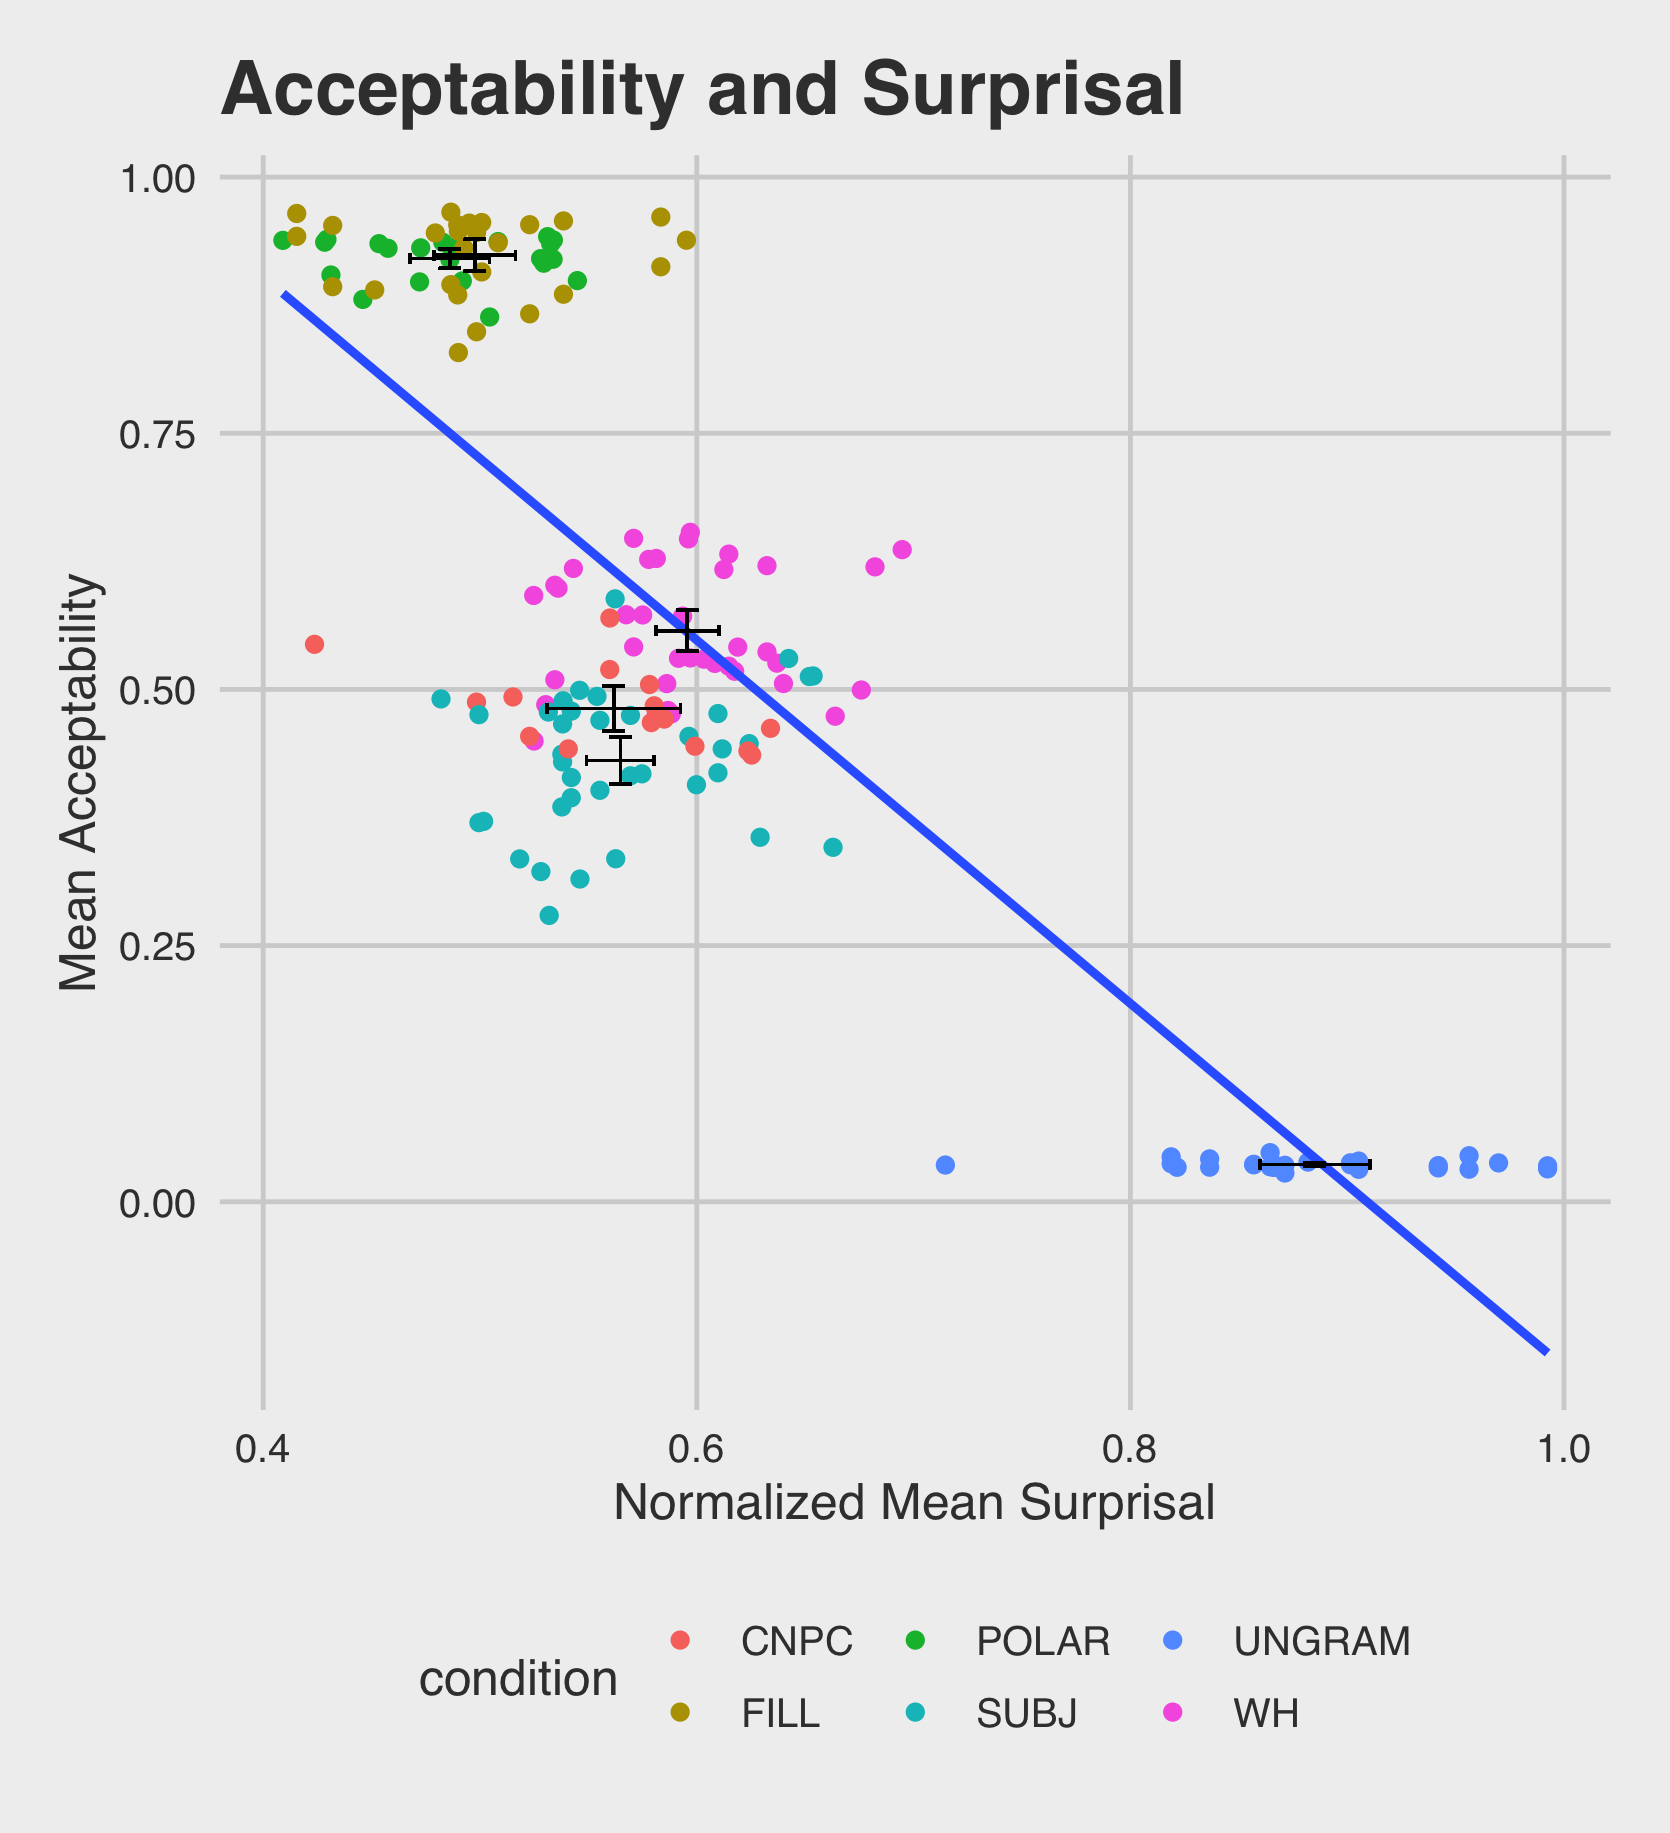 Acceptability and Surprisal
1.00
0.75
0.50
0.25
0.00
Mean Acceptability
0.4 0.6 0.8 1.0
Normalized Mean Surprisal
condition
CNPC POLAR UNGRAM
FILL SUBJ WH